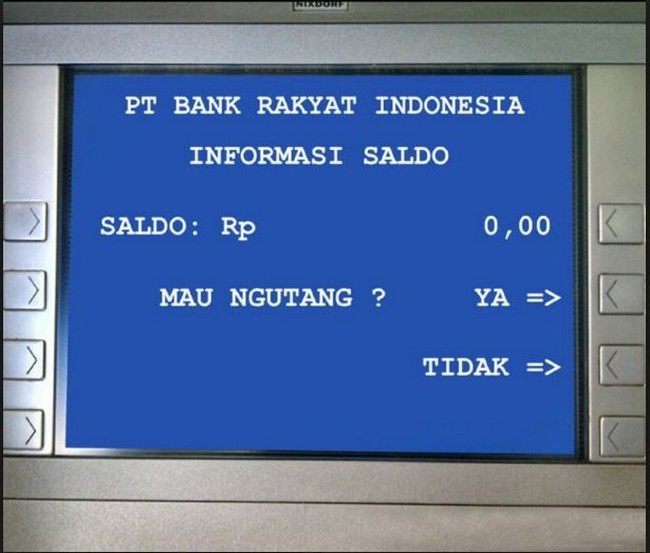 NIXDORF
PT BANK RAKYAT INDONESIA
INFORMASI SALDO
SALDO: Rp 0,00
MAU NGUTANG ? YA =>
TIDAK =>